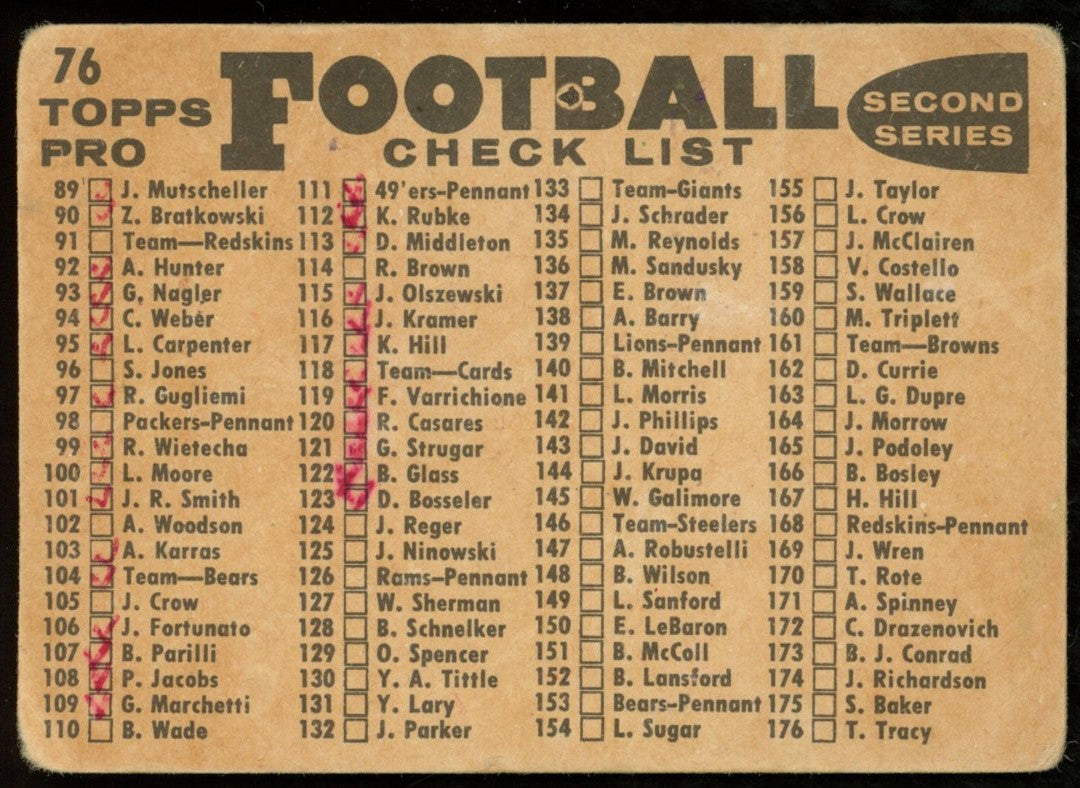 76
TOPPS
PRO
FOOTBALL
CHECK LIST
SECOND
SERIES
89 J. Mutscheller
90 Z. Bratkowski
91 Team—Redskins
92 A. Hunter
93 G. Nagler
94 C. Weber
95 L. Carpenter
96 S. Jones
97 R. Gugliemi
98 Packers-Pennant
99 R. Wietecha
100 L. Moore
101 J. R. Smith
102 A. Woodson
103 A. Karras
104 Team—Bears
105 J. Crow
106 J. Fortunato
107 B. Parilli
108 P. Jacobs
109 G. Marchetti
110 B. Wade
111 49'ers-Pennant
112 K. Rubke
113 D. Middleton
114 R. Brown
115 J. Olszewski
116 J. Kramer
117 K. Hill
118 Team—Cards
119 F. Varrichione
120 R. Casares
121 G. Strugar
122 B. Glass
123 D. Bosseler
124 J. Reger
125 J. Ninowski
126 Rams-Pennant
127 W. Sherman
128 B. Schnelker
129 O. Spencer
130 Y. A. Tittle
131 Y. Lary
132 J. Parker
133 Team-Giants
134 J. Schrader
135 M. Reynolds
136 M. Sandusky
137 E. Brown
138 A. Barry
139 Lions-Pennant
140 B. Mitchell
141 L. Morris
142 J. Phillips
143 J. David
144 J. Krupa
145 W. Galimore
146 Team-Steelers
147 A. Robustelli
148 B. Wilson
149 L. Sanford
150 E. LeBaron
151 B. McColl
152 B. Lansford
153 Bears-Pennant
154 L. Sugar
155 J. Taylor
156 L. Crow
157 J. McClairen
158 V. Costello
159 S. Wallace
160 M. Triplett
161 Team—Browns
162 D. Currie
163 L. G. Dupre
164 J. Morrow
165 J. Podoley
166 B. Bosley
167 H. Hill
168 Redskins-Pennant
169 J. Wren
170 T. Rote
171 A. Spinney
172 C. Drazenovich
173 B. J. Conrad
174 J. Richardson
175 S. Baker
176 T. Tracy